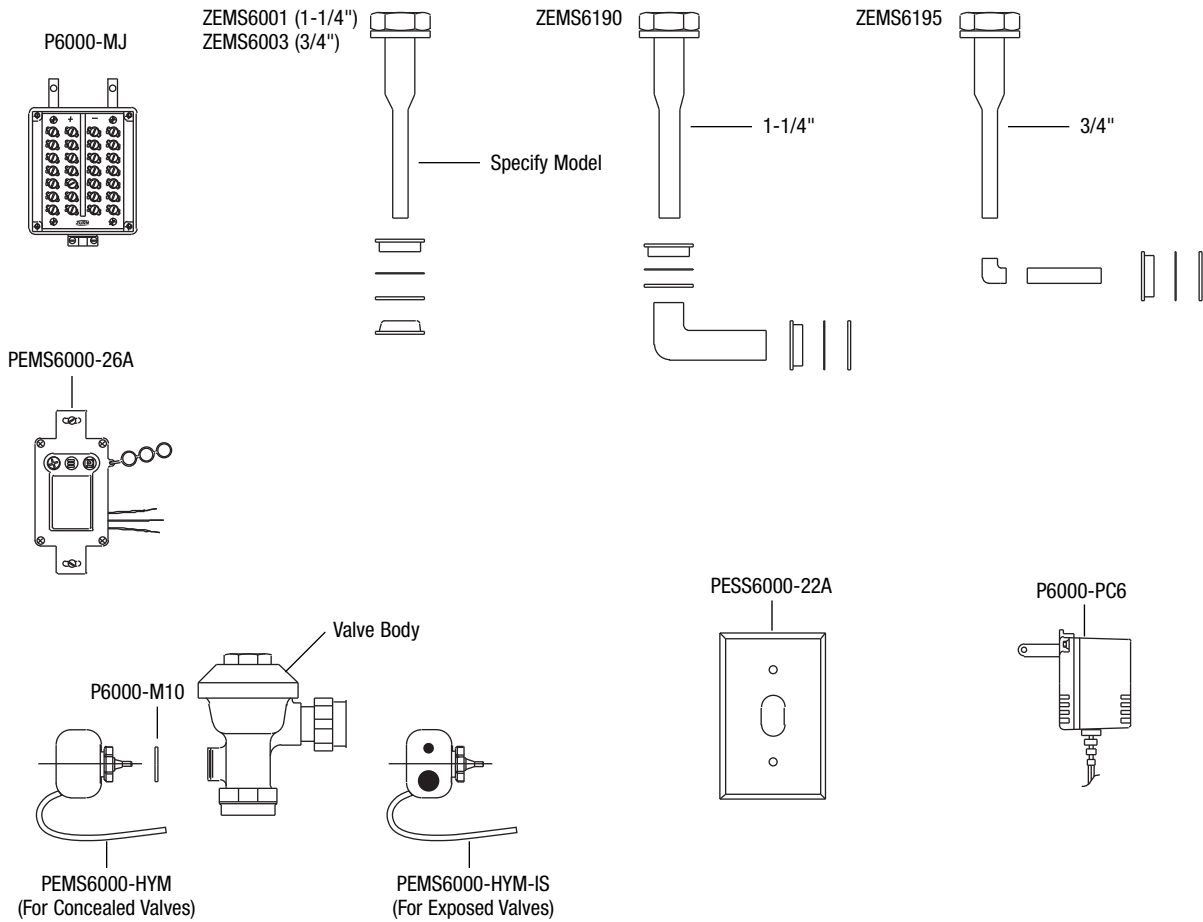 P6000-MJ
ZEMS6001 (1-1/4")
ZEMS6003 (3/4")
ZEMS6190
ZEMS6195
Specify Model
1-1/4"
3/4"
PEMS6000-26A
Valve Body
P6000-M10
PESS6000-22A
P6000-PC6
PEMS6000-HYM
(For Concealed Valves)
PEMS6000-HYM-IS
(For Exposed Valves)